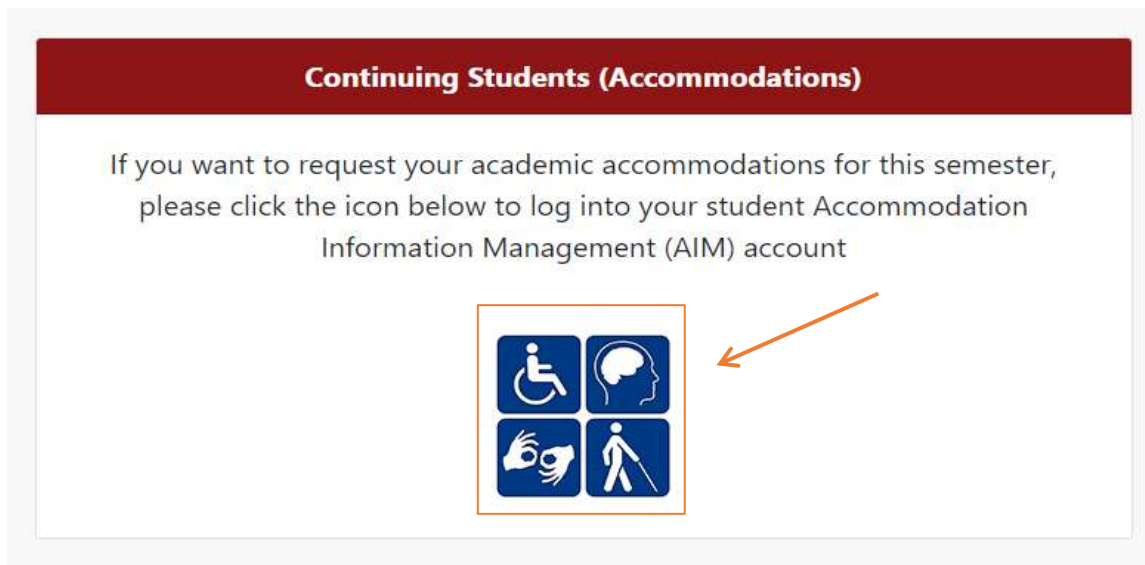 Continuing Students (Accommodations)
If you want to request your academic accommodations for this semester,
please click the icon below to log into your student Accommodation
Information Management (AIM) account